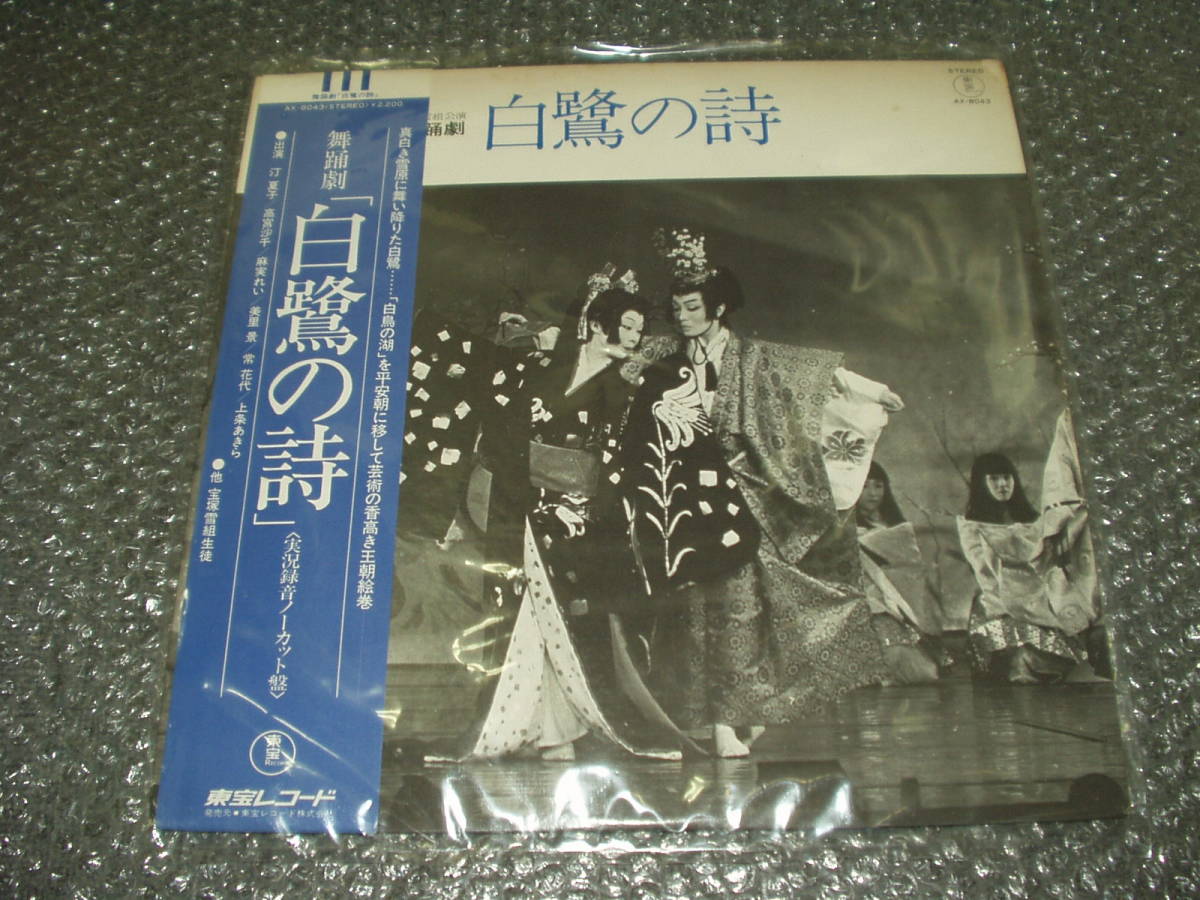 舞踊劇「白鷺の詩」
AX-8043〈STEREO〉¥2,200
真白き雪原に舞い降りた白鷺……「白鳥の湖」を平安朝に移して芸術の香高き王朝絵巻
舞踊劇「白鷺の詩」〈実況録音ノーカット盤〉
●出演 汀 夏子 高宮沙千 麻実れい 美里 景 常 花代 上条あきら
●他 宝塚雪組生徒
東宝
RECORD
東宝レコード
発売元■東宝レコード株式会社
組公演
踊劇
白鷺の詩
STEREO
東宝
AX-8043